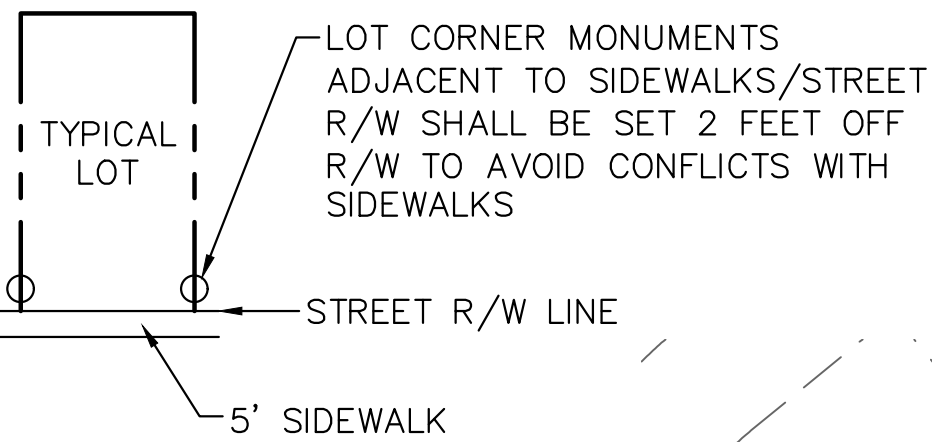 LOT CORNER MONUMENTS
ADJACENT TO SIDEWALKS/STREET
R/W SHALL BE SET 2 FEET OFF
R/W TO AVOID CONFLICTS WITH
SIDEWALKS
TYPICAL
LOT
STREET R/W LINE
5' SIDEWALK